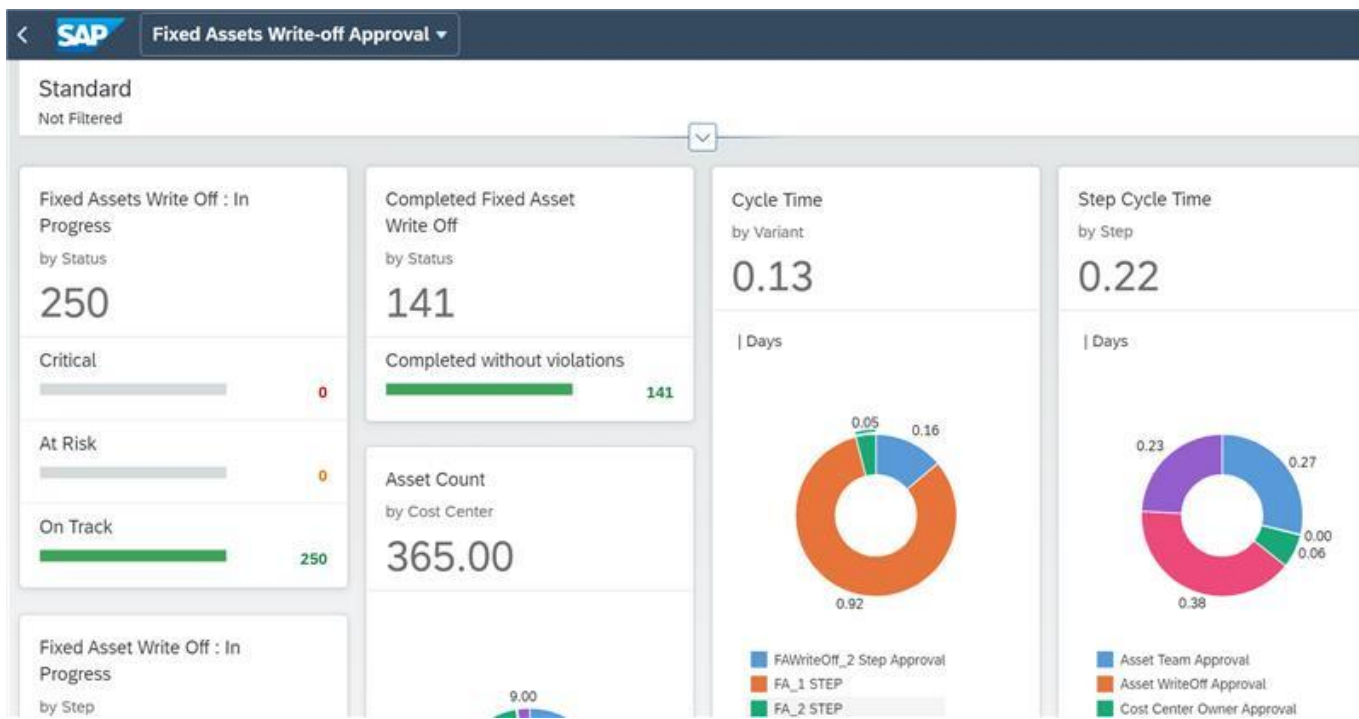 SAP
Fixed Assets Write-off Approval
Standard
Not Filtered
Fixed Assets Write Off : In
Progress
by Status
250
Critical
0
At Risk
0
On Track
250
Fixed Asset Write Off : In
Progress
by Step
Completed Fixed Asset
Write Off
by Status
141
Completed without violations
141
Asset Count
by Cost Center
365.00
9.00
Cycle Time
by Variant
0.13
| Days
0.05
0.16
0.92
FAWriteOff_2 Step Approval
FA_1 STEP
FA_2 STEP
Step Cycle Time
by Step
0.22
| Days
0.23
0.27
0.00
0.06
0.38
Asset Team Approval
Asset WriteOff Approval
Cost Center Owner Approval